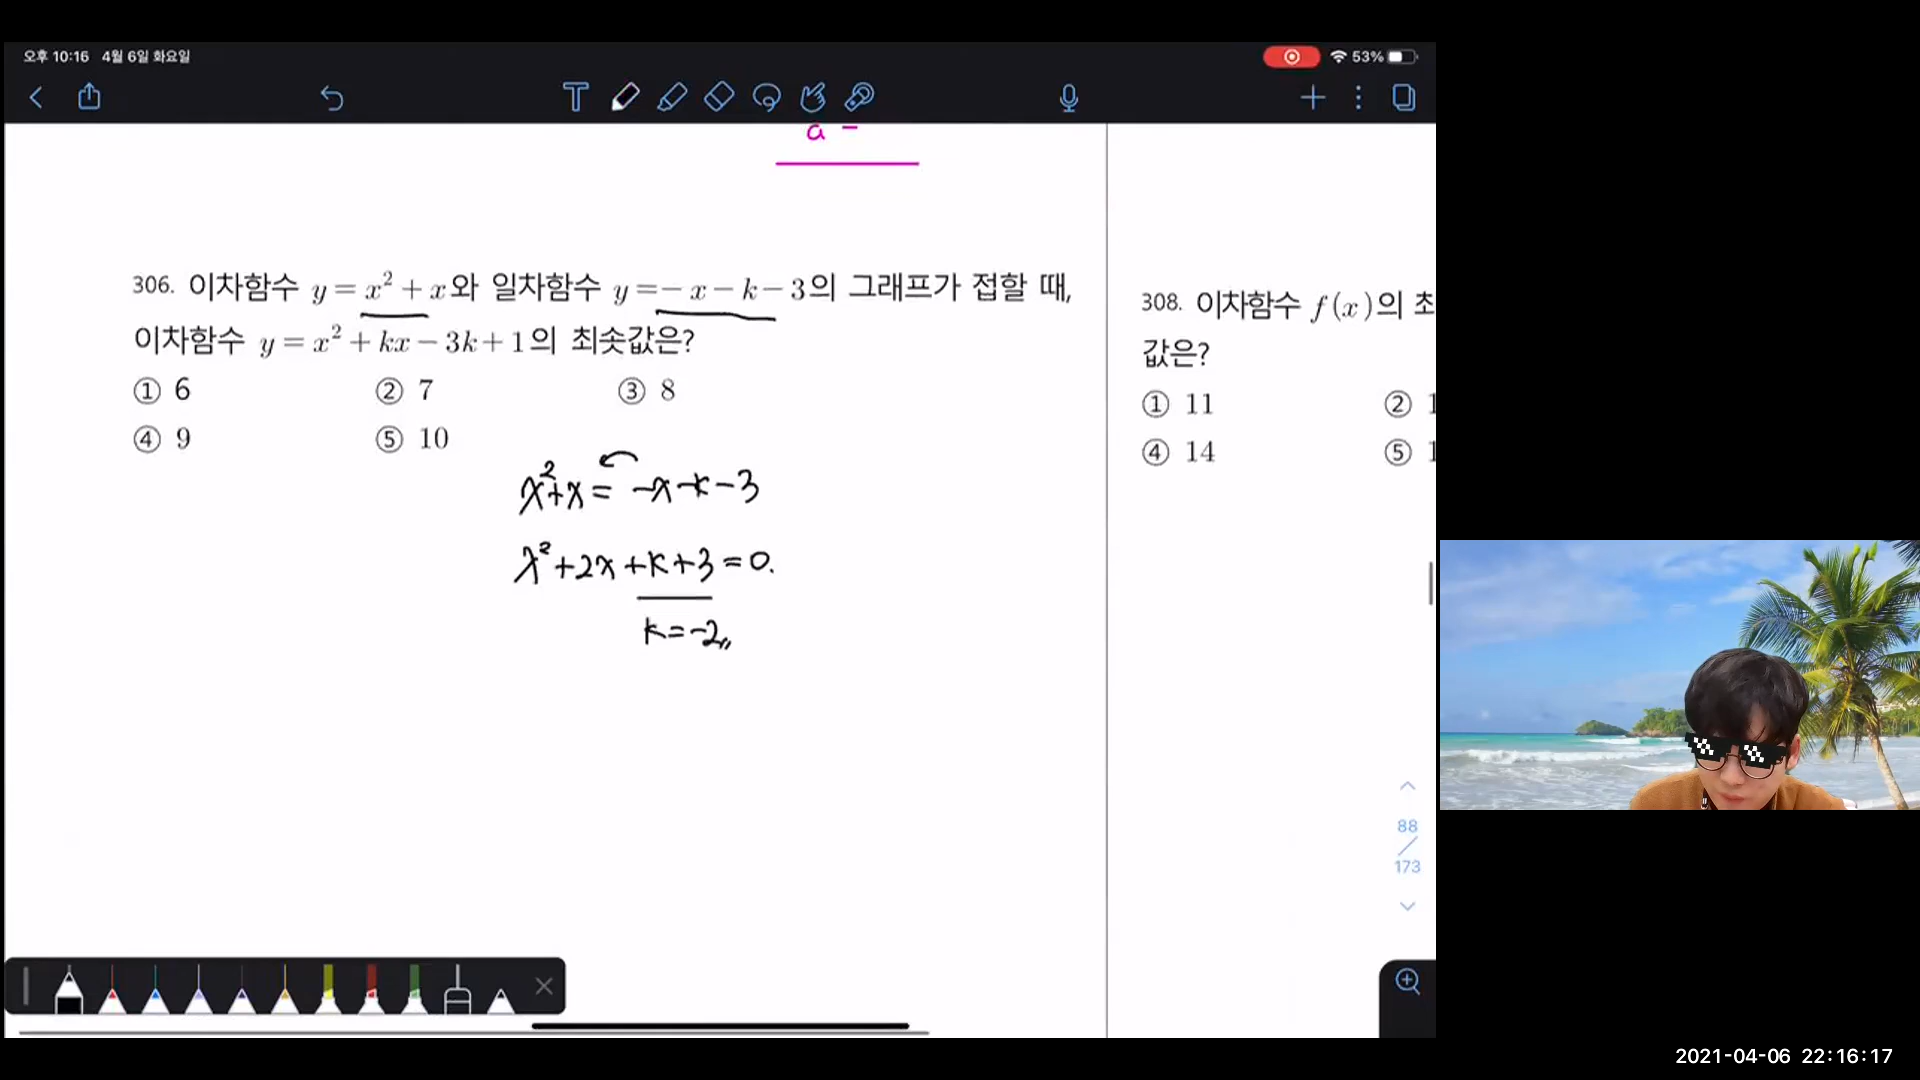 오후 10:16 4월 6일 화요일
53%
a =
306. 이차함수 y = x² + x와 일차함수 y = − x − k − 3의 그래프가 접할 때,
이차함수 y = x² + kx − 3k + 1의 최솟값은?
① 6 ② 7 ③ 8
④ 9 ⑤ 10
x²+x = -x-k-3
x²+2x+k+3=0.
k=-2
308. 이차함수 f(x)의 최
값은?
① 11 ②
④ 14 ⑤
88
173
2021-04-06 22:16:17